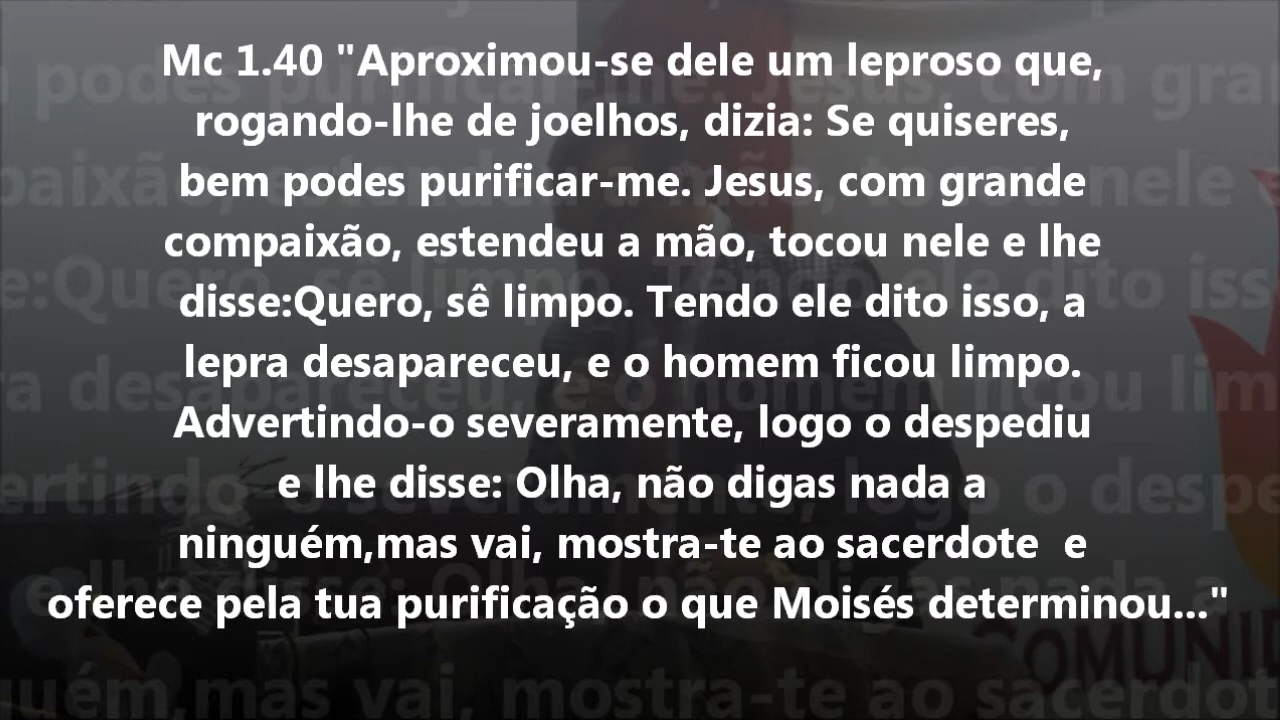 Mc 1.40 "Aproximou-se dele um leproso que,
rogando-lhe de joelhos, dizia: Se quiseres,
bem podes purificar-me. Jesus, com grande
compaixão, estendeu a mão, tocou nele e lhe
disse:Quero, sê limpo. Tendo ele dito isso, a
lepra desapareceu, e o homem ficou limpo.
Advertindo-o severamente, logo o despediu
e lhe disse: Olha, não digas nada a
ninguém,mas vai, mostra-te ao sacerdote  e
oferece pela tua purificação o que Moisés determinou..."